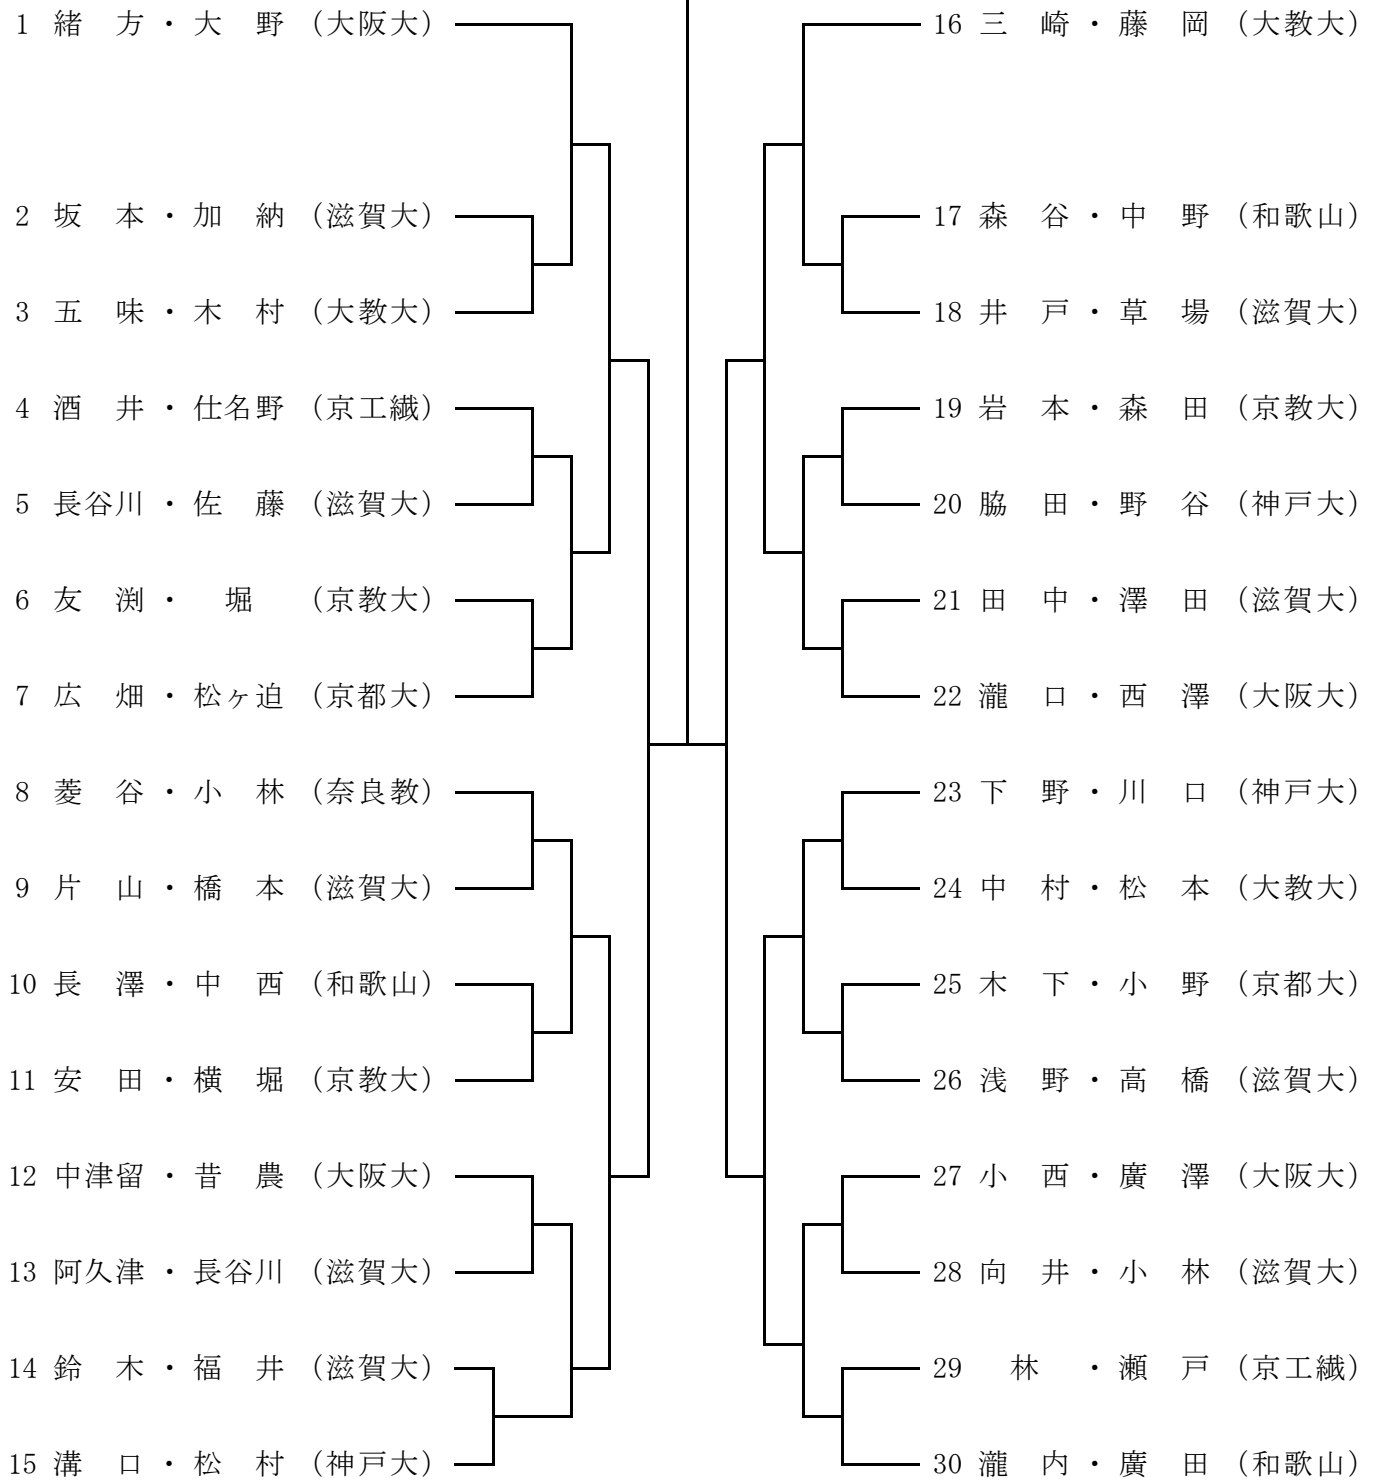 1 緒 方・大 野 （大阪大）
2 坂 本・加 納 （滋賀大）
3 五 味・木 村 （大教大）
4 酒 井・仕名野 （京工繊）
5 長谷川・佐 藤 （滋賀大）
6 友 渕・ 堀 （京教大）
7 広 畑・松ヶ迫 （京都大）
8 菱 谷・小 林 （奈良教）
9 片 山・橋 本 （滋賀大）
10 長 澤・中 西 （和歌山）
11 安 田・横 堀 （京教大）
12 中津留・昔 農 （大阪大）
13 阿久津・長谷川 （滋賀大）
14 鈴 木・福 井 （滋賀大）
15 溝 口・松 村 （神戸大）
16 三 崎・藤 岡 （大教大）
17 森 谷・中 野 （和歌山）
18 井 戸・草 場 （滋賀大）
19 岩 本・森 田 （京教大）
20 脇 田・野 谷 （神戸大）
21 田 中・澤 田 （滋賀大）
22 瀧 口・西 澤 （大阪大）
23 下 野・川 口 （神戸大）
24 中 村・松 本 （大教大）
25 木 下・小 野 （京都大）
26 浅 野・高 橋 （滋賀大）
27 小 西・廣 澤 （大阪大）
28 向 井・小 林 （滋賀大）
29 林 ・瀬 戸 （京工繊）
30 瀧 内・廣 田 （和歌山）